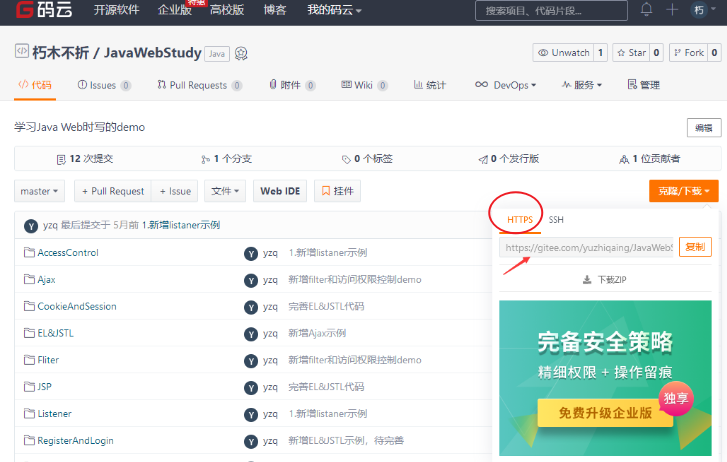 G码云 开源软件 企业版 特惠 高校版 博客 我的码云 搜索项目、代码片段... 朽
朽木不折 / JavaWebStudy Java Unwatch 1 Star 0 Fork 0
代码 Issues 0 Pull Requests 0 附件 0 Wiki 0 统计 DevOps 服务 管理
学习Java Web时写的demo 编辑
12 次提交 1 个分支 0 个标签 0 个发行版 1 位贡献者
master + Pull Request + Issue 文件 Web IDE 挂件 克隆/下载
HTTPS SSH
https://gitee.com/yuzhiqaing/JavaWebS 复制
下载ZIP
完备安全策略
精细权限 + 操作留痕
免费升级企业版 独享
Y yzq 最后提交于 5月前 1.新增listaner示例
AccessControl Y yzq 1.新增listaner示例
Ajax Y yzq 新增filter和访问权限控制demo
CookieAndSession Y yzq 完善EL&JSTL代码
EL&JSTL Y yzq 新增Ajax示例
Fliter Y yzq 新增filter和访问权限控制demo
JSP Y yzq 完善EL&JSTL代码
Listener Y yzq 1.新增listaner示例
RegisterAndLogin Y yzq 新增EL&JSTL示例，待完善